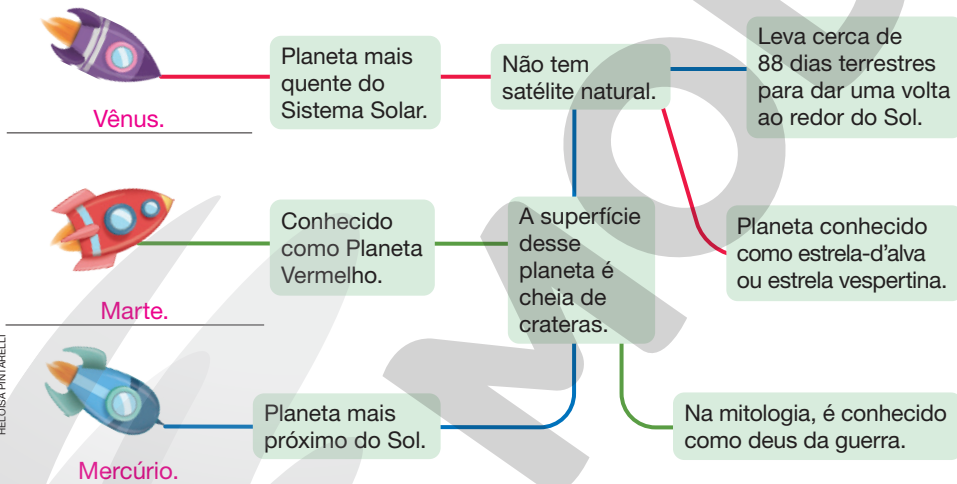 Planeta mais
quente do
Sistema Solar.
Não tem
satélite natural.
Leva cerca de
88 dias terrestres
para dar uma volta
ao redor do Sol.
Vênus.
Conhecido
como Planeta
Vermelho.
A superfície
desse
planeta é
cheia de
crateras.
Planeta conhecido
como estrela-d'alva
ou estrela vespertina.
Marte.
HELOÍSA PINTARELLI
Planeta mais
próximo do Sol.
Na mitologia, é conhecido
como deus da guerra.
Mercúrio.